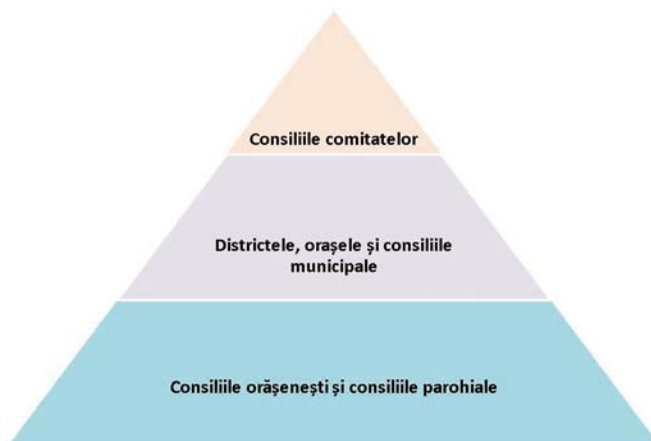 Consiliile comitatelor
Districtele, orașele și consiliile
municipale
Consiliile orășenești și consiliile parohiale